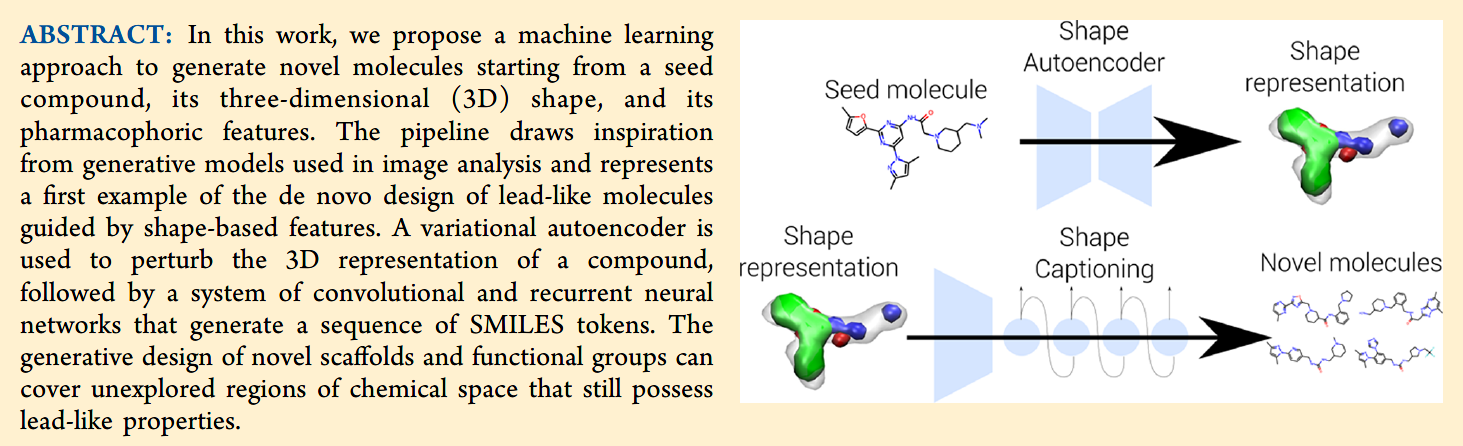 ABSTRACT: In this work, we propose a machine learning
approach to generate novel molecules starting from a seed
compound, its three-dimensional (3D) shape, and its
pharmacophoric features. The pipeline draws inspiration
from generative models used in image analysis and represents
a first example of the de novo design of lead-like molecules
guided by shape-based features. A variational autoencoder is
used to perturb the 3D representation of a compound,
followed by a system of convolutional and recurrent neural
networks that generate a sequence of SMILES tokens. The
generative design of novel scaffolds and functional groups can
cover unexplored regions of chemical space that still possess
lead-like properties.
Seed molecule
Shape
Autoencoder
Shape
representation
Shape
representation
Shape
Captioning
Novel molecules